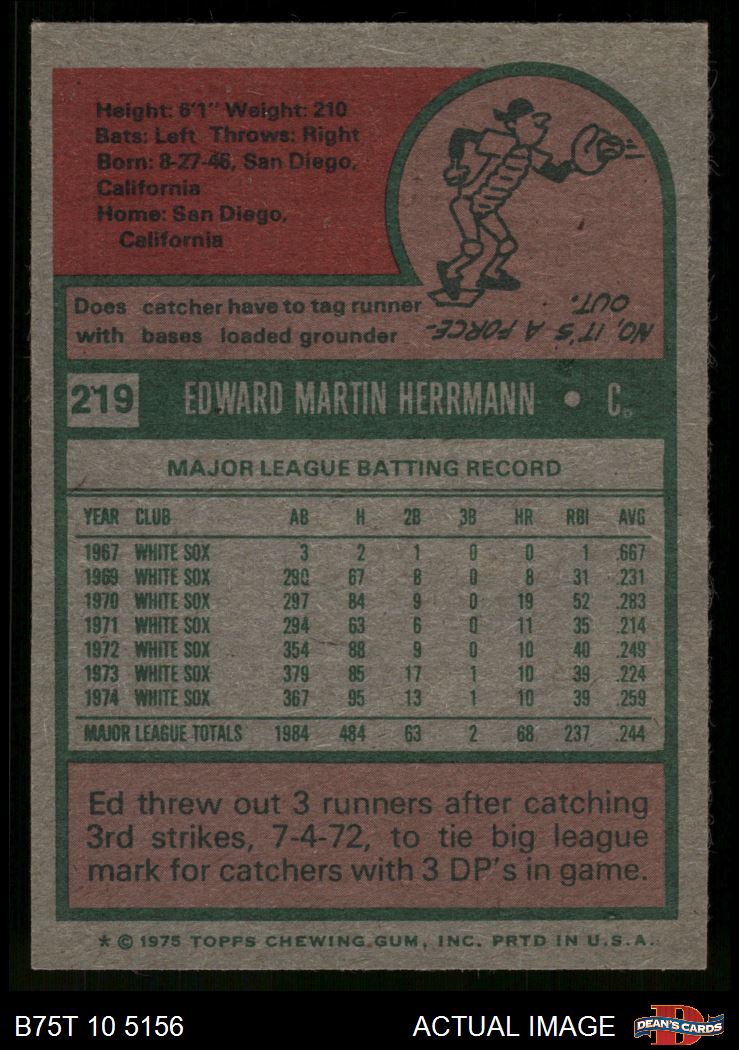 Height: 6'1" Weight: 210
Bats: Left Throws: Right
Born: 8-27-46, San Diego,
California
Home: San Diego,
California
Does catcher have to tag runner
with bases loaded grounder
NO, IT'S A FORCE-
OUT.
219 EDWARD MARTIN HERRMANN • C.
MAJOR LEAGUE BATTING RECORD
YEAR CLUB AB H 2B 3B HR RBI AVG
1967 WHITE SOX 3 2 1 0 0 1 .667
1969 WHITE SOX 290 67 8 0 8 31 .231
1970 WHITE SOX 297 84 9 0 19 52 .283
1971 WHITE SOX 294 63 6 0 11 35 .214
1972 WHITE SOX 354 88 9 0 10 40 .249
1973 WHITE SOX 379 85 17 1 10 39 .224
1974 WHITE SOX 367 95 13 1 10 39 .259
MAJOR LEAGUE TOTALS 1984 484 63 2 68 237 .244
Ed threw out 3 runners after catching
3rd strikes, 7-4-72, to tie big league
mark for catchers with 3 DP's in game.
* © 1975 TOPPS CHEWING GUM, INC. PRTD IN U.S.A.
B75T 10 5156 ACTUAL IMAGE DEAN'S CARDS